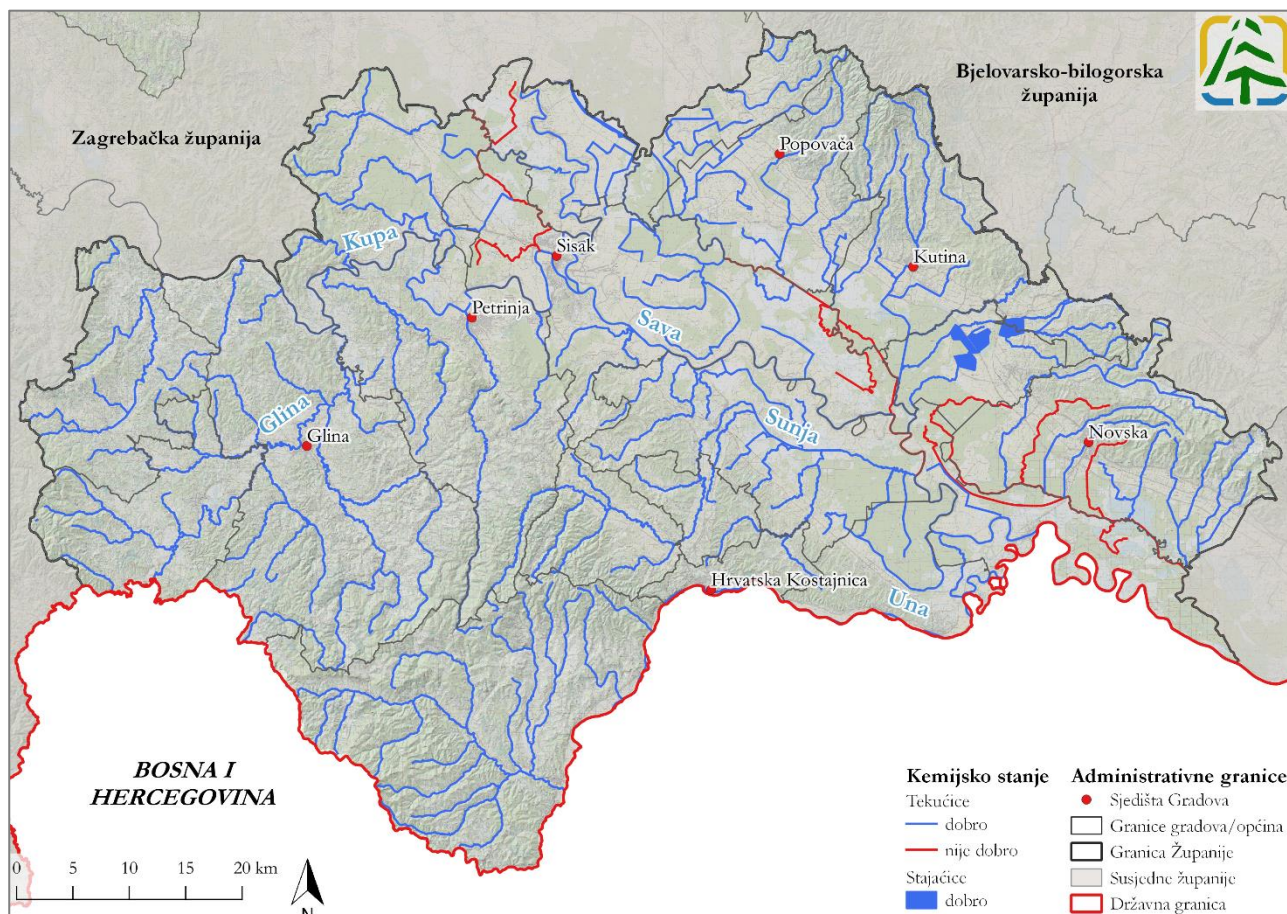 Bjelovarsko-bilogorska
županija
Zagrebačka županija
Popovača
Kupa
Sisak
Kutina
Petrinja
Sava
Glina
Sunja
Glina
Novska
Hrvatska Kostajnica
Una
BOSNA I
HERCEGOVINA
0 5 10 20 km
N
Kemijsko stanje
Tekućice
dobro
nije dobro
Stajaćice
dobro
Administrativne granice
Sjedišta Gradova
Granice gradova/općina
Granica Županije
Susjedne županije
Državna granica